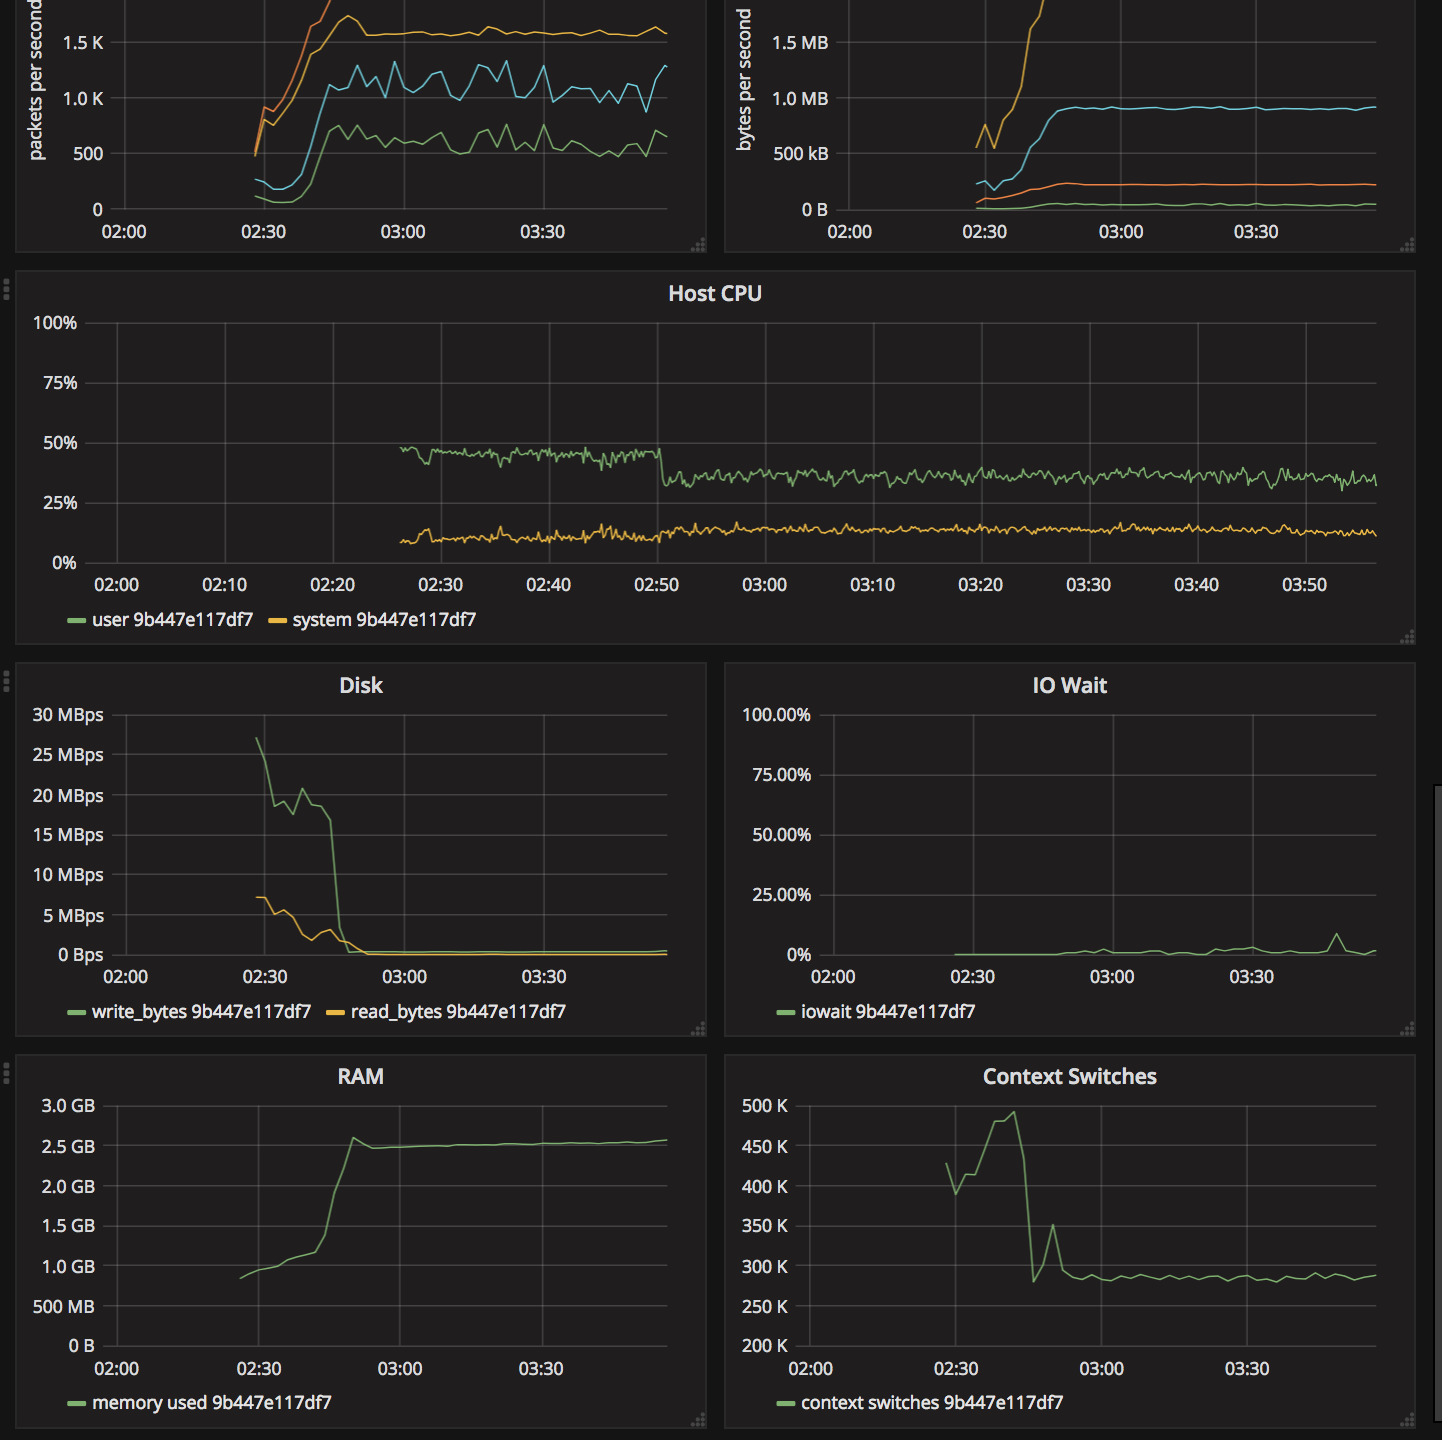 packets per second
1.5 K
1.0 K
500
0
02:00 02:30 03:00 03:30
bytes per second
1.5 MB
1.0 MB
500 kB
0 B
02:00 02:30 03:00 03:30
Host CPU
100%
75%
50%
25%
0%
02:00 02:10 02:20 02:30 02:40 02:50 03:00 03:10 03:20 03:30 03:40 03:50
user 9b447e117df7 system 9b447e117df7
Disk
30 MBps
25 MBps
20 MBps
15 MBps
10 MBps
5 MBps
0 Bps
02:00 02:30 03:00 03:30
write_bytes 9b447e117df7 read_bytes 9b447e117df7
IO Wait
100.00%
75.00%
50.00%
25.00%
0%
02:00 02:30 03:00 03:30
iowait 9b447e117df7
RAM
3.0 GB
2.5 GB
2.0 GB
1.5 GB
1.0 GB
500 MB
0 B
02:00 02:30 03:00 03:30
memory used 9b447e117df7
Context Switches
500 K
450 K
400 K
350 K
300 K
250 K
200 K
02:00 02:30 03:00 03:30
context switches 9b447e117df7